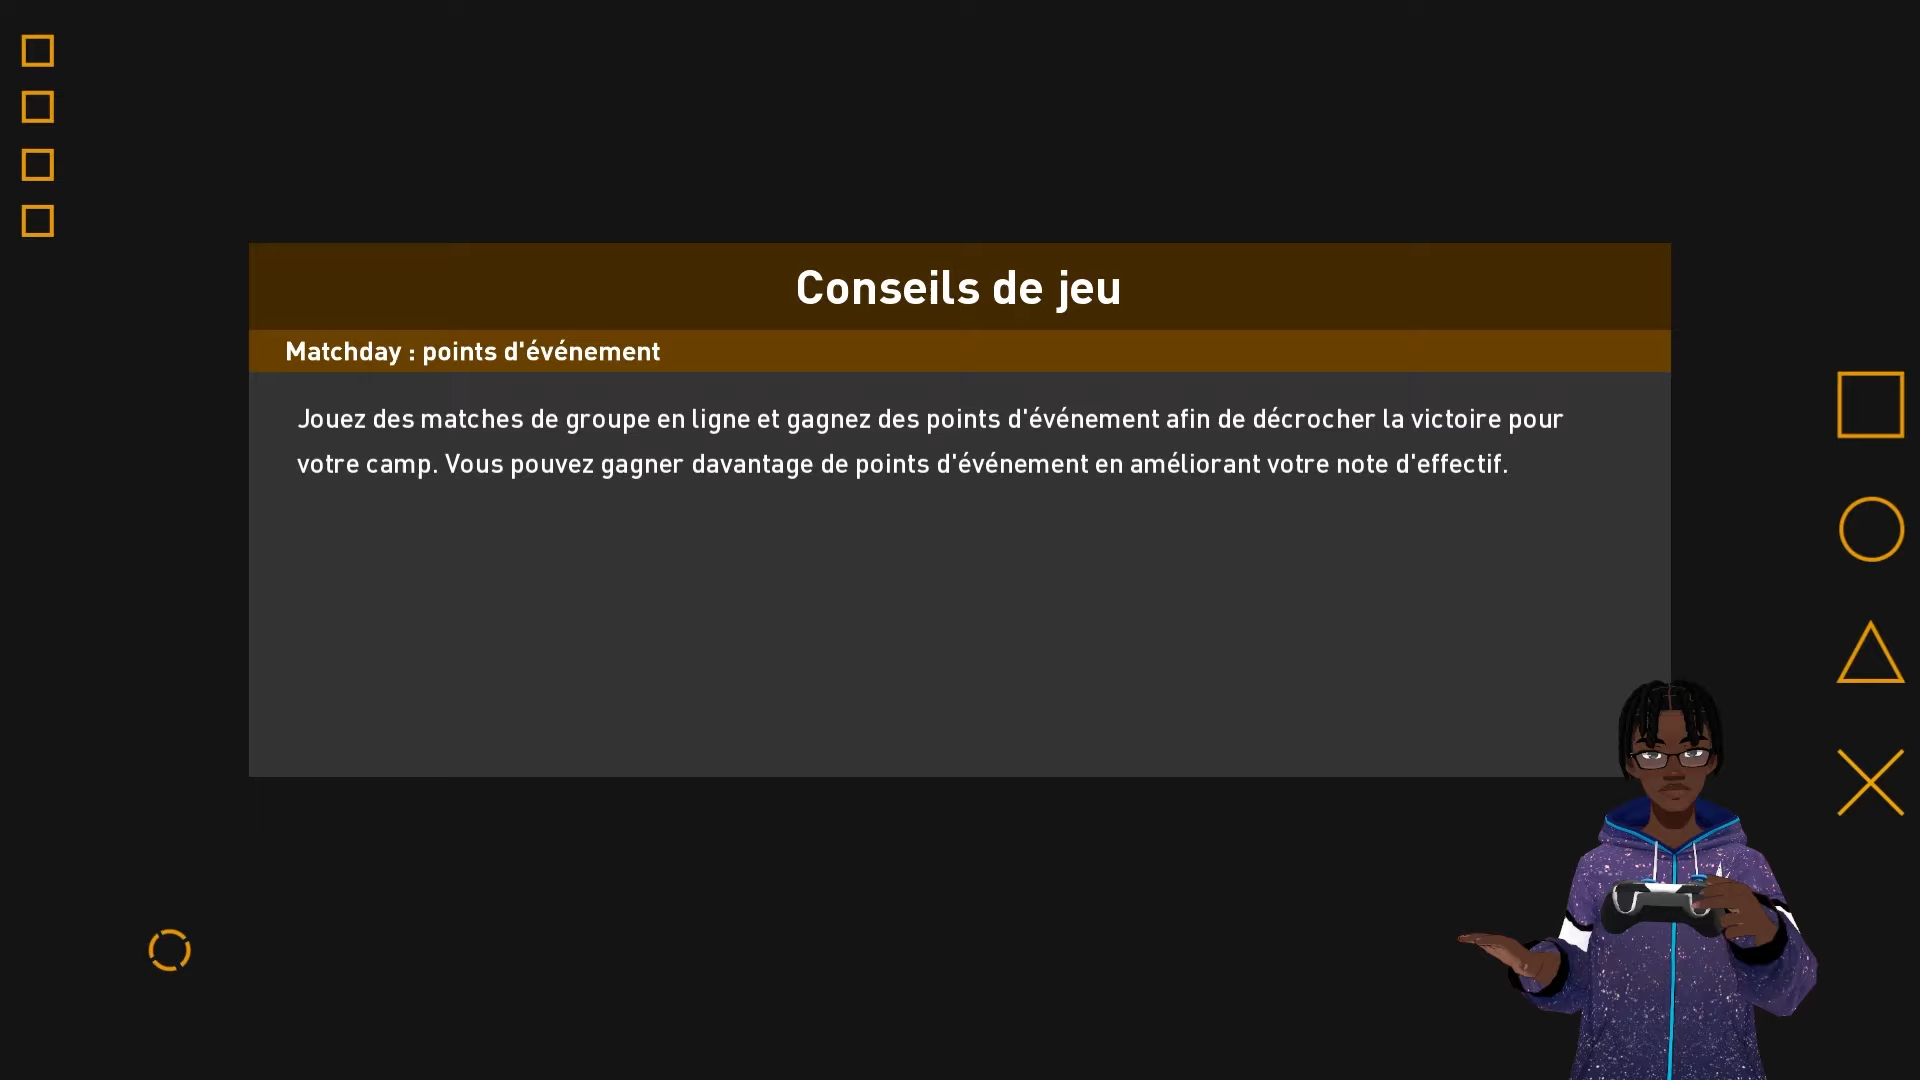 Conseils de jeu
Matchday : points d'événement
Jouez des matches de groupe en ligne et gagnez des points d'événement afin de décrocher la victoire pour
votre camp. Vous pouvez gagner davantage de points d'événement en améliorant votre note d'effectif.